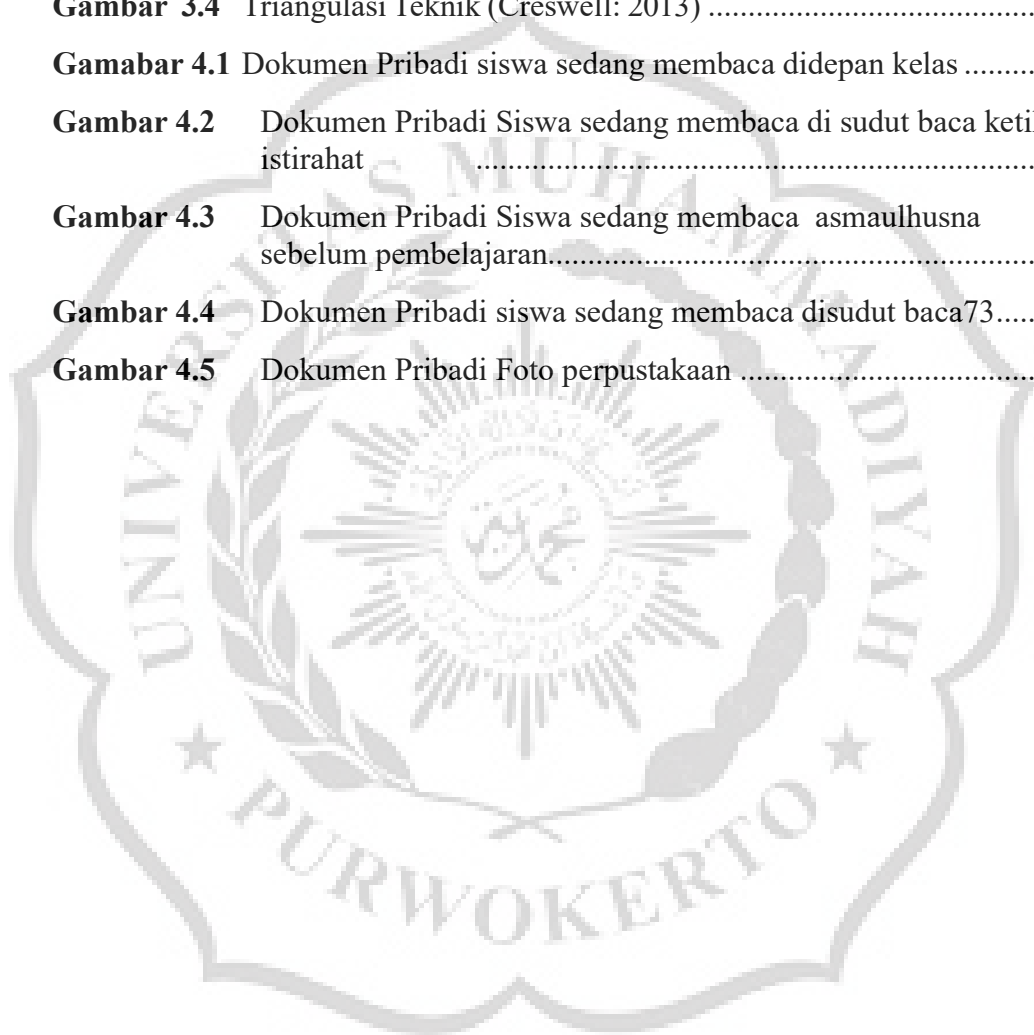 Gambar 3.4 Triangulasi Teknik (Creswell: 2013) ....................................
Gamabar 4.1 Dokumen Pribadi siswa sedang membaca didepan kelas .........
Gambar 4.2 Dokumen Pribadi Siswa sedang membaca di sudut baca
istirahat ....................................................................
Gambar 4.3 Dokumen Pribadi Siswa sedang membaca asmaulhusna
sebelum pembelajaran...........................................................
Gambar 4.4 Dokumen Pribadi siswa sedang membaca disudut baca73.....
Gambar 4.5 Dokumen Pribadi Foto perpustakaan .................................
UNIVERSITAS MUHAMMADIYAH
PURWOKERTO